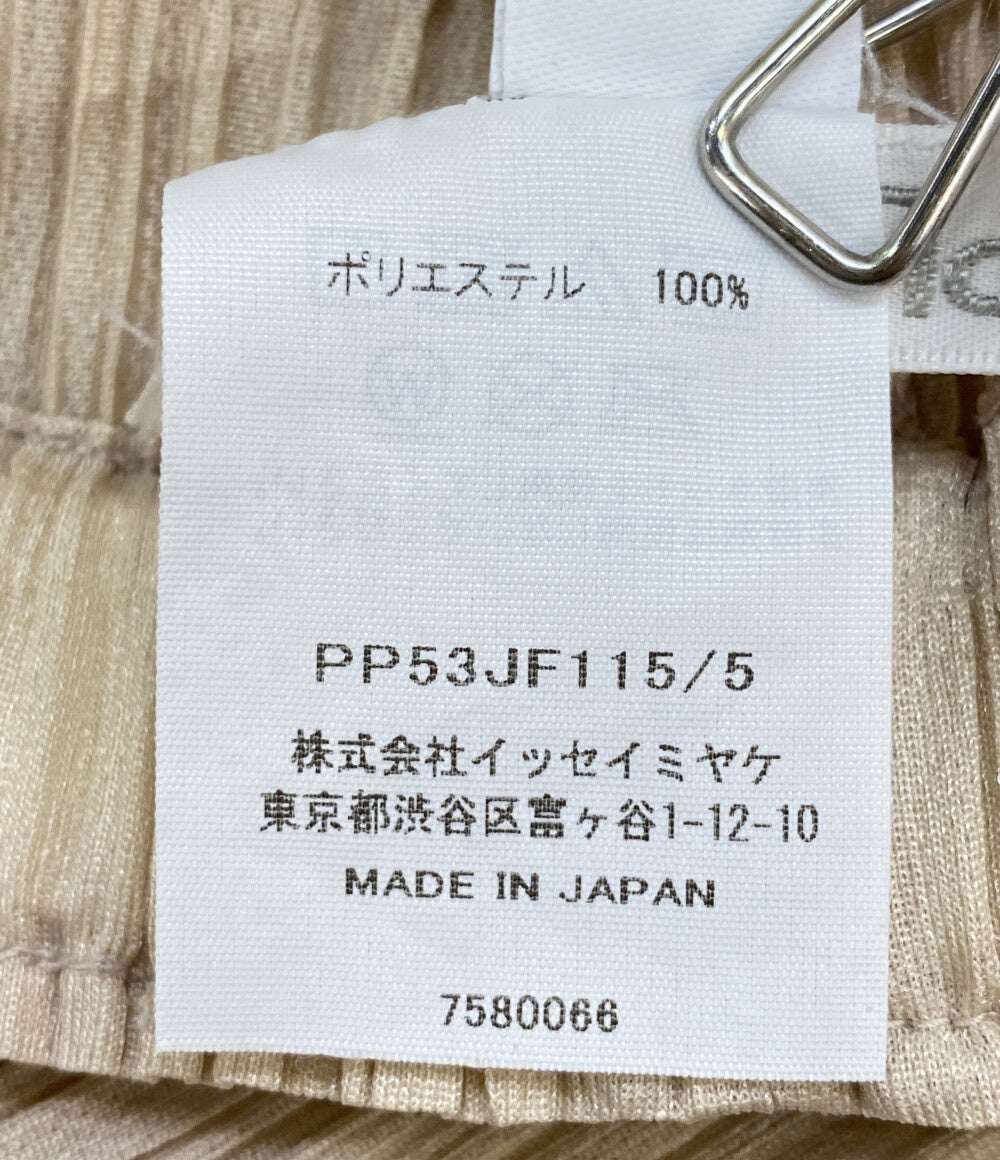 ポリエステル 100%
PP53JF115/5
株式会社イッセイミヤケ
東京都渋谷区富ヶ谷1-12-10
MADE IN JAPAN
7580066